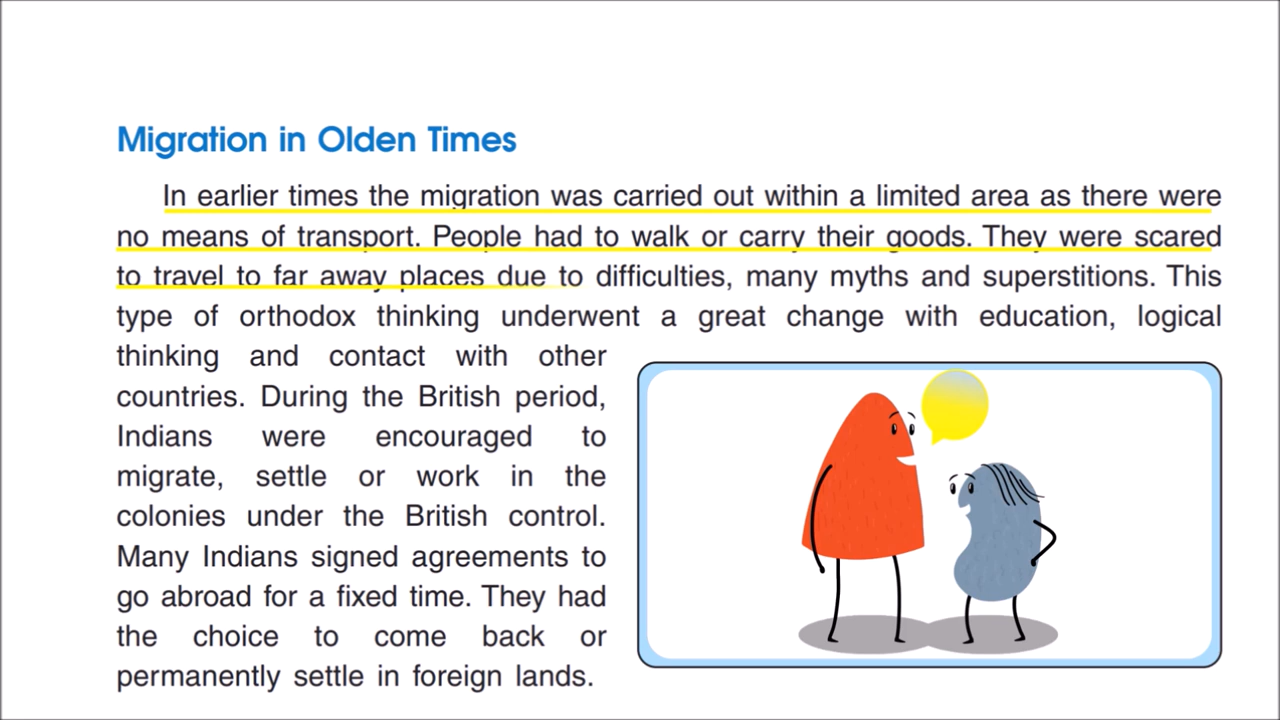 Migration in Olden Times
In earlier times the migration was carried out within a limited area as there were
no means of transport. People had to walk or carry their goods. They were scared
to travel to far away places due to difficulties, many myths and superstitions. This
type of orthodox thinking underwent a great change with education, logical
thinking and contact with other
countries. During the British period,
Indians were encouraged to
migrate, settle or work in the
colonies under the British control.
Many Indians signed agreements to
go abroad for a fixed time. They had
the choice to come back or
permanently settle in foreign lands.